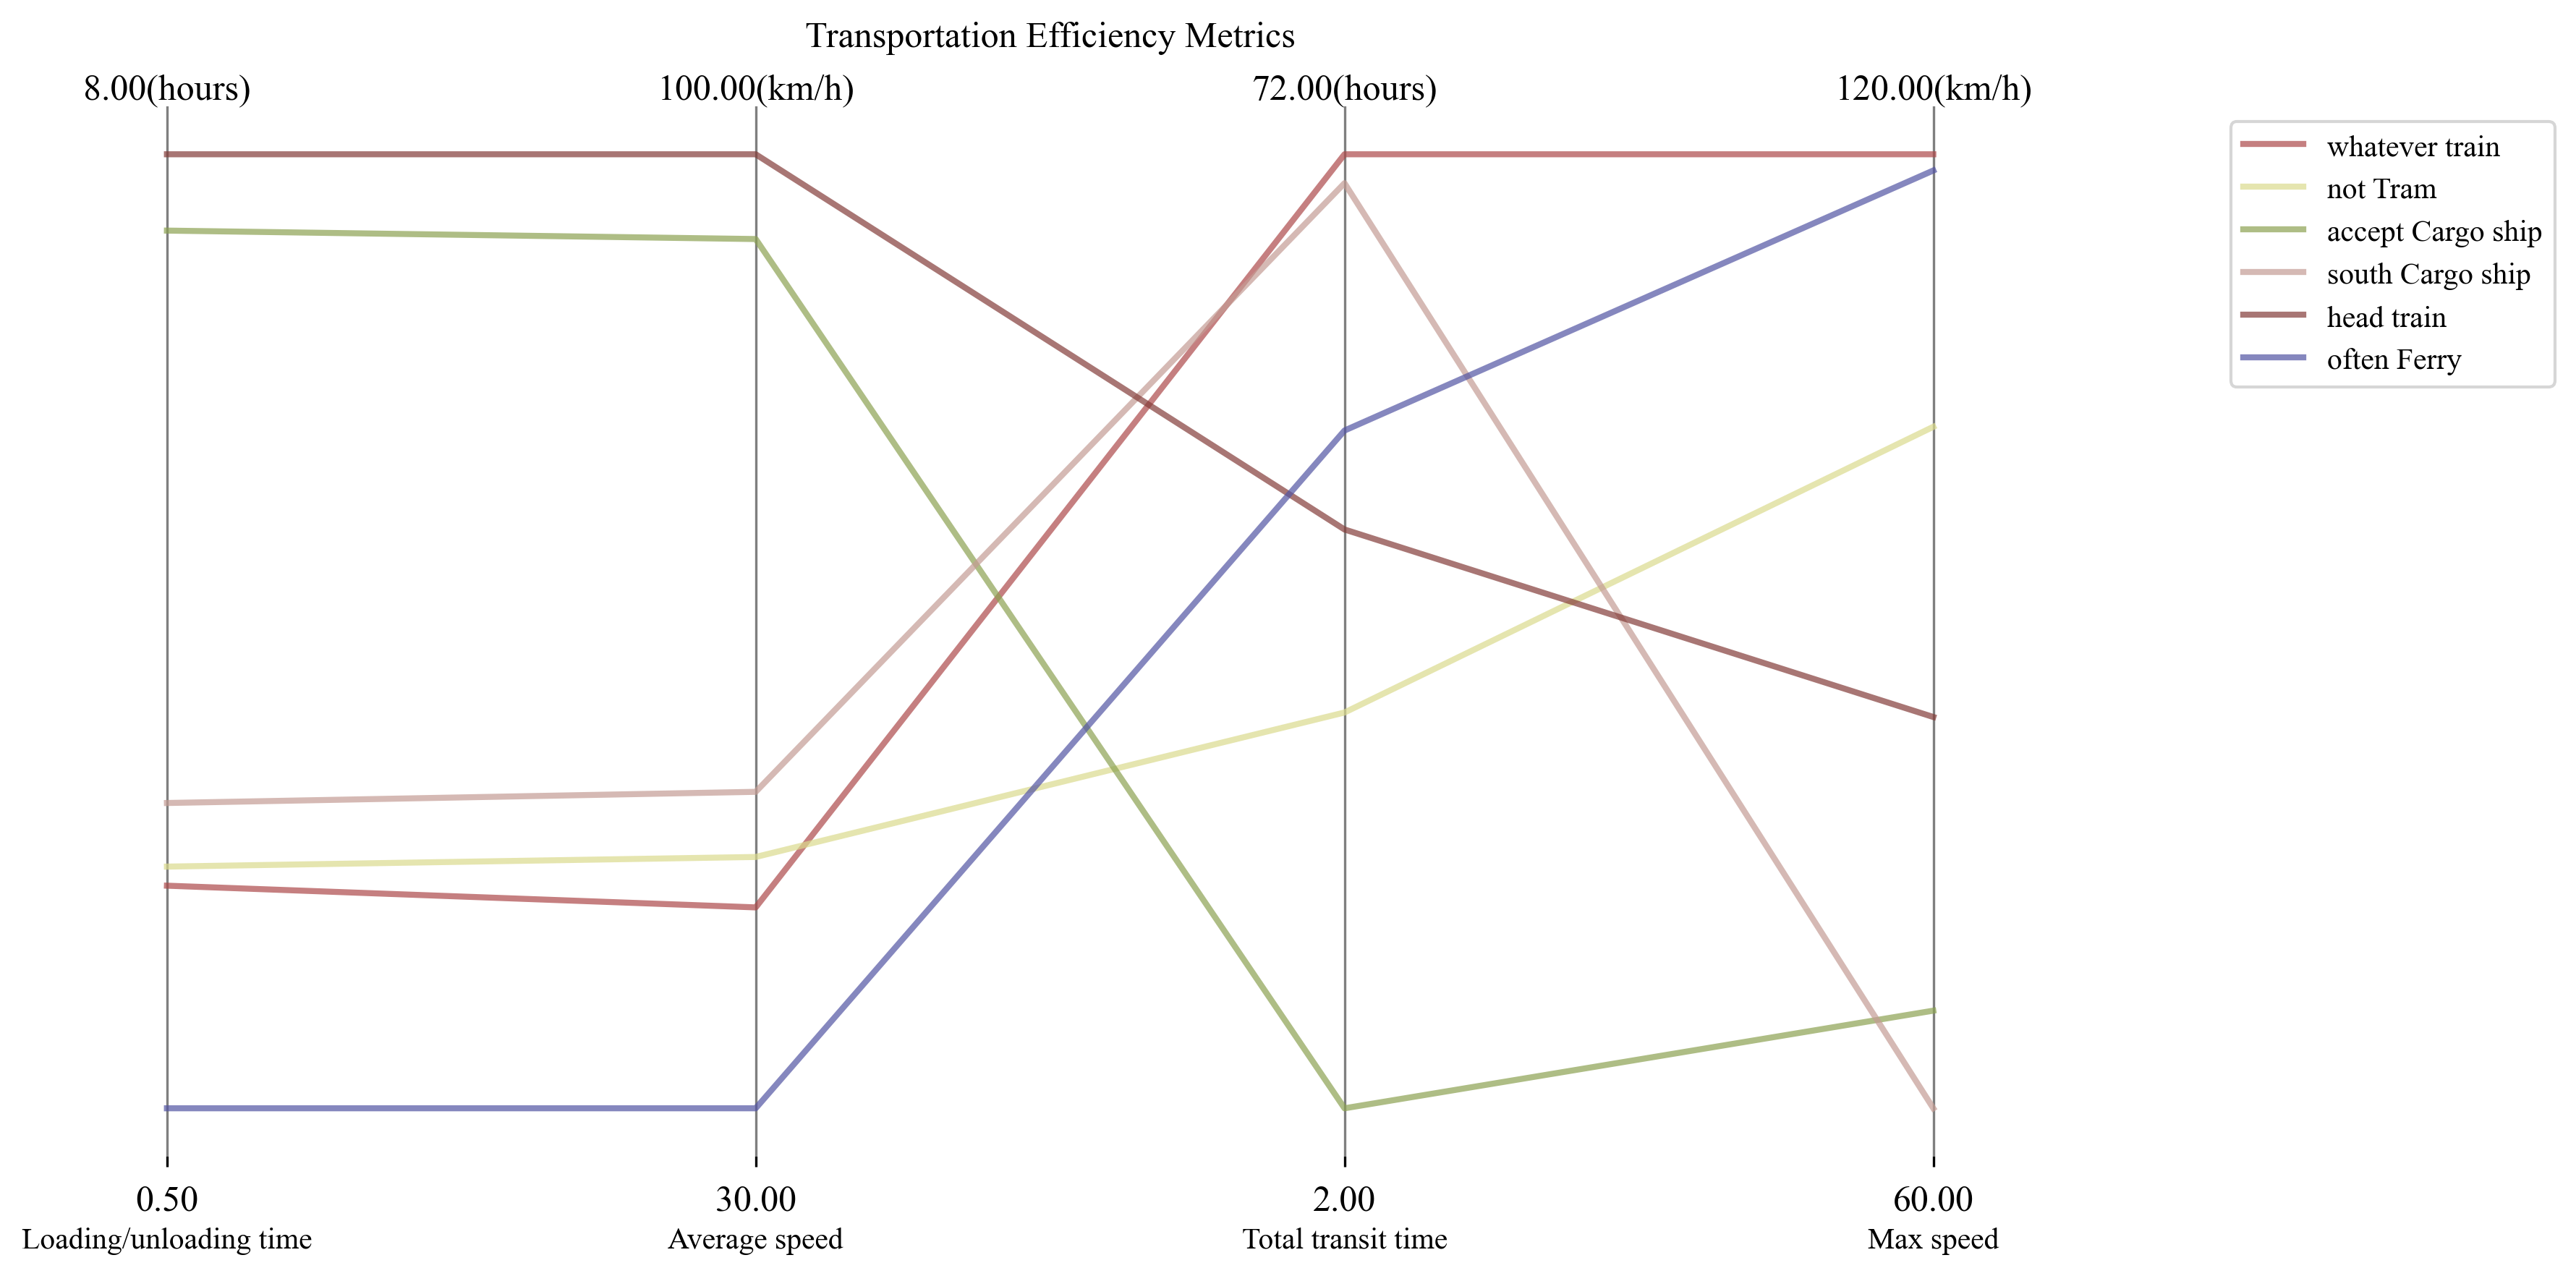 Transportation Efficiency Metrics
8.00(hours)
100.00(km/h)
72.00(hours)
120.00(km/h)
whatever train
not Tram
accept Cargo ship
south Cargo ship
head train
often Ferry
0.50
30.00
2.00
60.00
Loading/unloading time
Average speed
Total transit time
Max speed